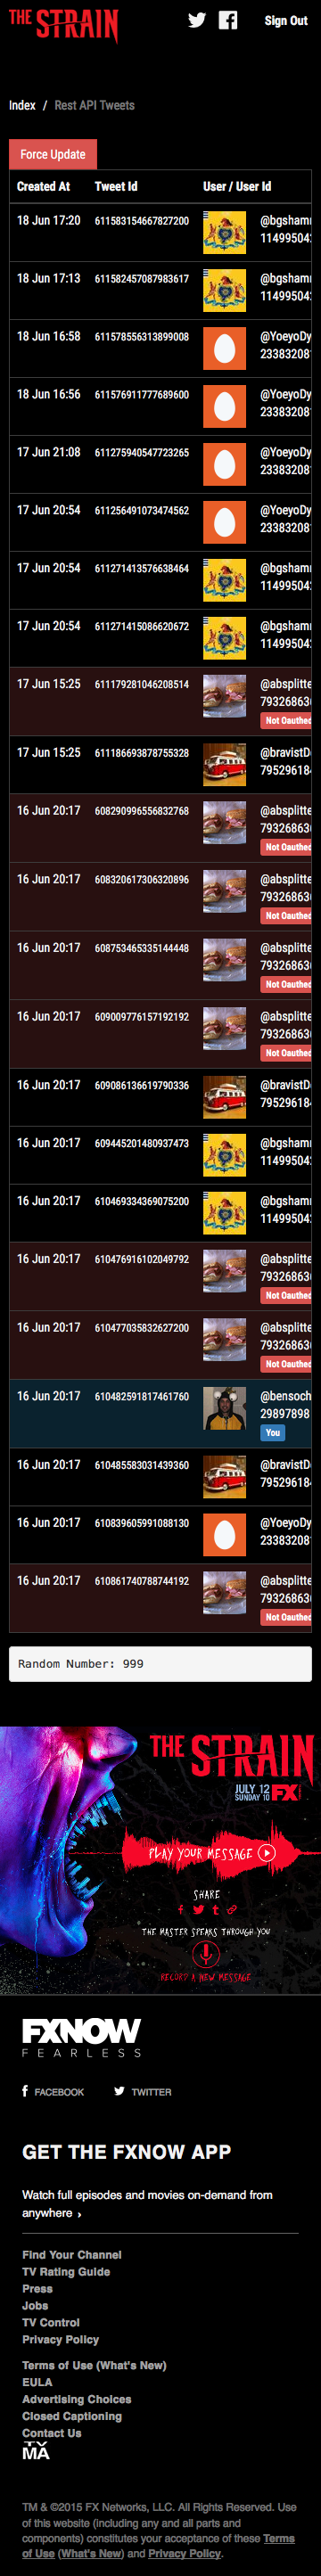 THE STRAIN
Sign Out
Index / Rest API Tweets
Force Update
Created At Tweet Id User / User Id
18 Jun 17:20 611583154667827200 @bgsham
11499504
18 Jun 17:13 611582457087983617 @bgsham
11499504
18 Jun 16:58 611578556313899008 @YoeyoDy
23383208
18 Jun 16:56 611576911777689600 @YoeyoDy
23383208
17 Jun 21:08 611275940547723265 @YoeyoDy
23383208
17 Jun 20:54 611256491073474562 @YoeyoDy
23383208
17 Jun 20:54 611271413576638464 @bgsham
11499504
17 Jun 20:54 611271415086620672 @bgsham
11499504
17 Jun 15:25 611179281046208514 @absplitte
79326863
Not Oauthed
17 Jun 15:25 611186693878755328 @bravistD
79529618
16 Jun 20:17 608290996556832768 @absplitte
79326863
Not Oauthed
16 Jun 20:17 608320617306320896 @absplitte
79326863
Not Oauthed
16 Jun 20:17 608753465335144448 @absplitte
79326863
Not Oauthed
16 Jun 20:17 609009776157192192 @absplitte
79326863
Not Oauthed
16 Jun 20:17 609086136619790336 @bravistD
79529618
16 Jun 20:17 609445201480937473 @bgsham
11499504
16 Jun 20:17 610469334369075200 @bgsham
11499504
16 Jun 20:17 610476916102049792 @absplitte
79326863
Not Oauthed
16 Jun 20:17 610477035832627200 @absplitte
79326863
Not Oauthed
16 Jun 20:17 610482591817461760 @bensoch
29897898
You
16 Jun 20:17 610485583031439360 @bravistD
79529618
16 Jun 20:17 610839605991088130 @YoeyoDy
23383208
16 Jun 20:17 610861740788744192 @absplitte
79326863
Not Oauthed
Random Number: 999
THE STRAIN
JULY 12
SUNDAY 10 FX
PLAY YOUR MESSAGE
SHARE
THE MASTER SPEAKS THROUGH YOU
RECORD A NEW MESSAGE
FXNOW
FEARLESS
FACEBOOK TWITTER
GET THE FXNOW APP
Watch full episodes and movies on-demand from
anywhere ›
Find Your Channel
TV Rating Guide
Press
Jobs
TV Control
Privacy Policy
Terms of Use (What's New)
EULA
Advertising Choices
Closed Captioning
Contact Us
TV
MA
TM & ©2015 FX Networks, LLC. All Rights Reserved. Use
of this website (including any and all parts and
components) constitutes your acceptance of these Terms
of Use (What's New) and Privacy Policy.